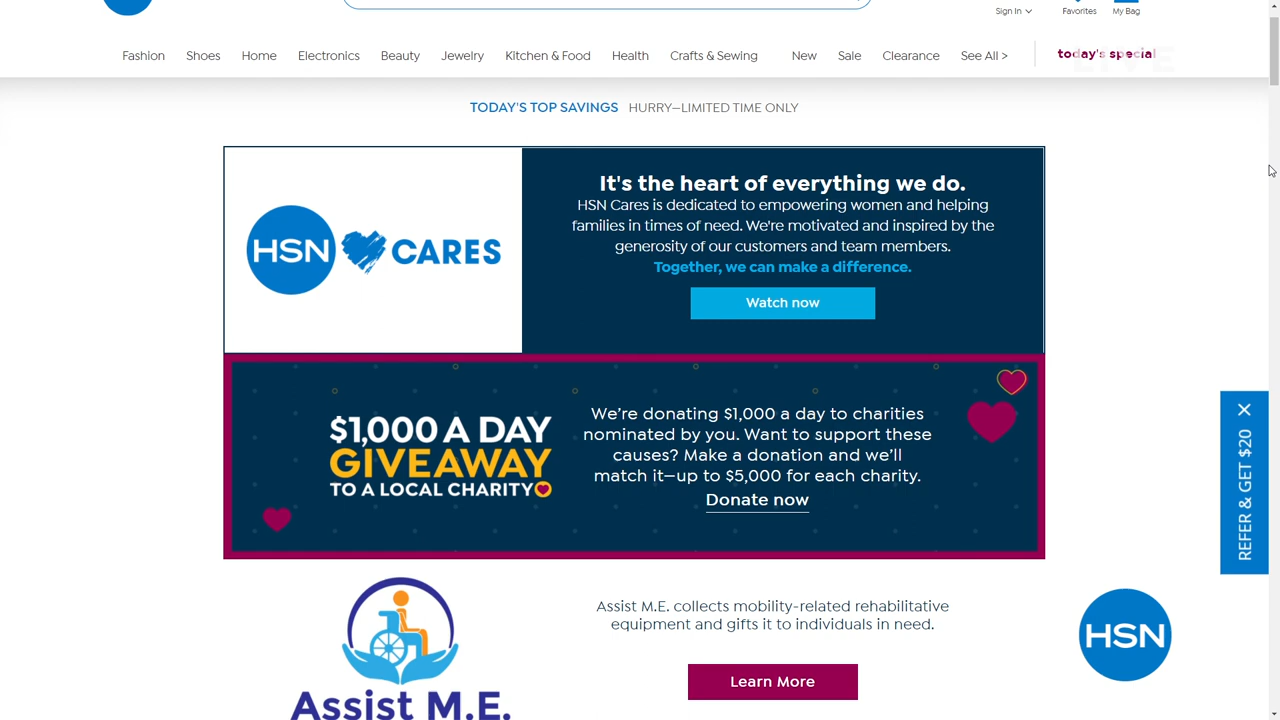 Sign In
Favorites
My Bag
Fashion Shoes Home Electronics Beauty Jewelry Kitchen & Food Health Crafts & Sewing New Sale Clearance See All > today's special
TODAY'S TOP SAVINGS HURRY—LIMITED TIME ONLY
HSN CARES
It's the heart of everything we do.
HSN Cares is dedicated to empowering women and helping
families in times of need. We're motivated and inspired by the
generosity of our customers and team members.
Together, we can make a difference.
Watch now
$1,000 A DAY
GIVEAWAY
TO A LOCAL CHARITY
We’re donating $1,000 a day to charities
nominated by you. Want to support these
causes? Make a donation and we’ll
match it—up to $5,000 for each charity.
Donate now
REFER & GET $20
Assist M.E.
Assist M.E. collects mobility-related rehabilitative
equipment and gifts it to individuals in need.
Learn More
HSN